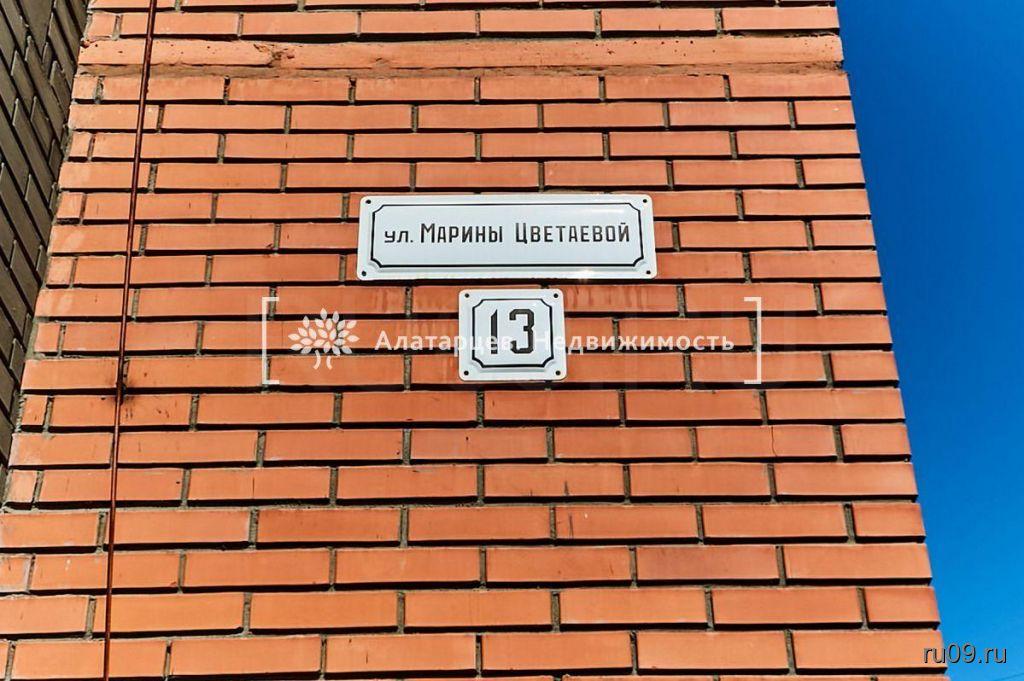 ул. Марины Цветаевой
13
Алатарцев. Недвижимость
ru09.ru